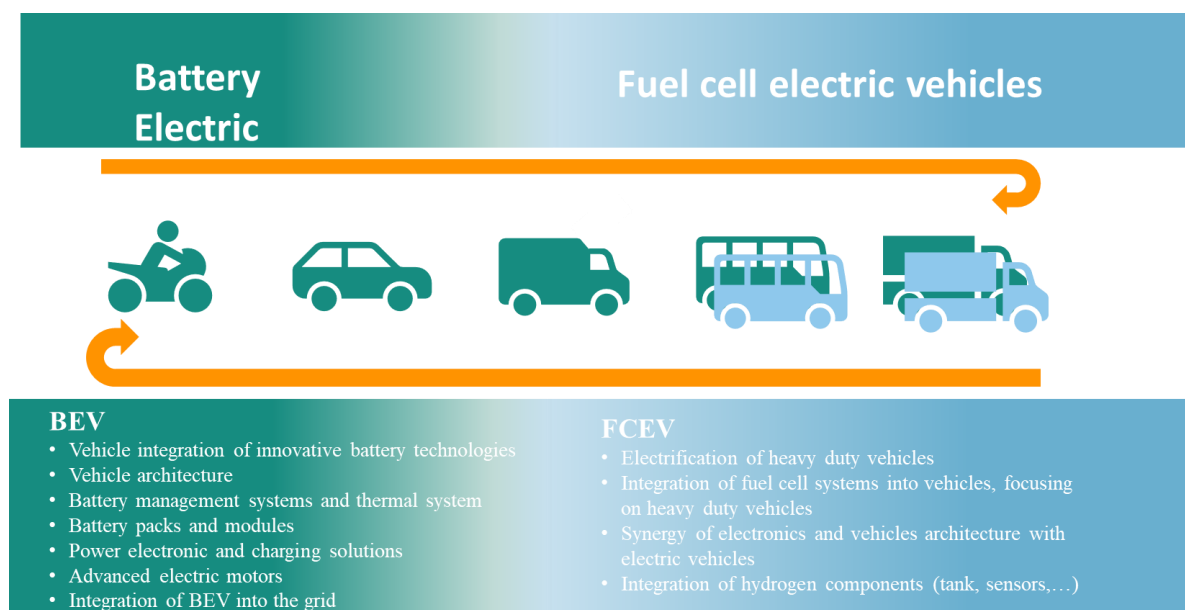 Battery
Electric
Fuel cell electric vehicles
BEV
• Vehicle integration of innovative battery technologies
• Vehicle architecture
• Battery management systems and thermal system
• Battery packs and modules
• Power electronic and charging solutions
• Advanced electric motors
• Integration of BEV into the grid
FCEV
• Electrification of heavy duty vehicles
• Integration of fuel cell systems into vehicles, focusing
on heavy duty vehicles
• Synergy of electronics and vehicles architecture with
electric vehicles
• Integration of hydrogen components (tank, sensors,…)